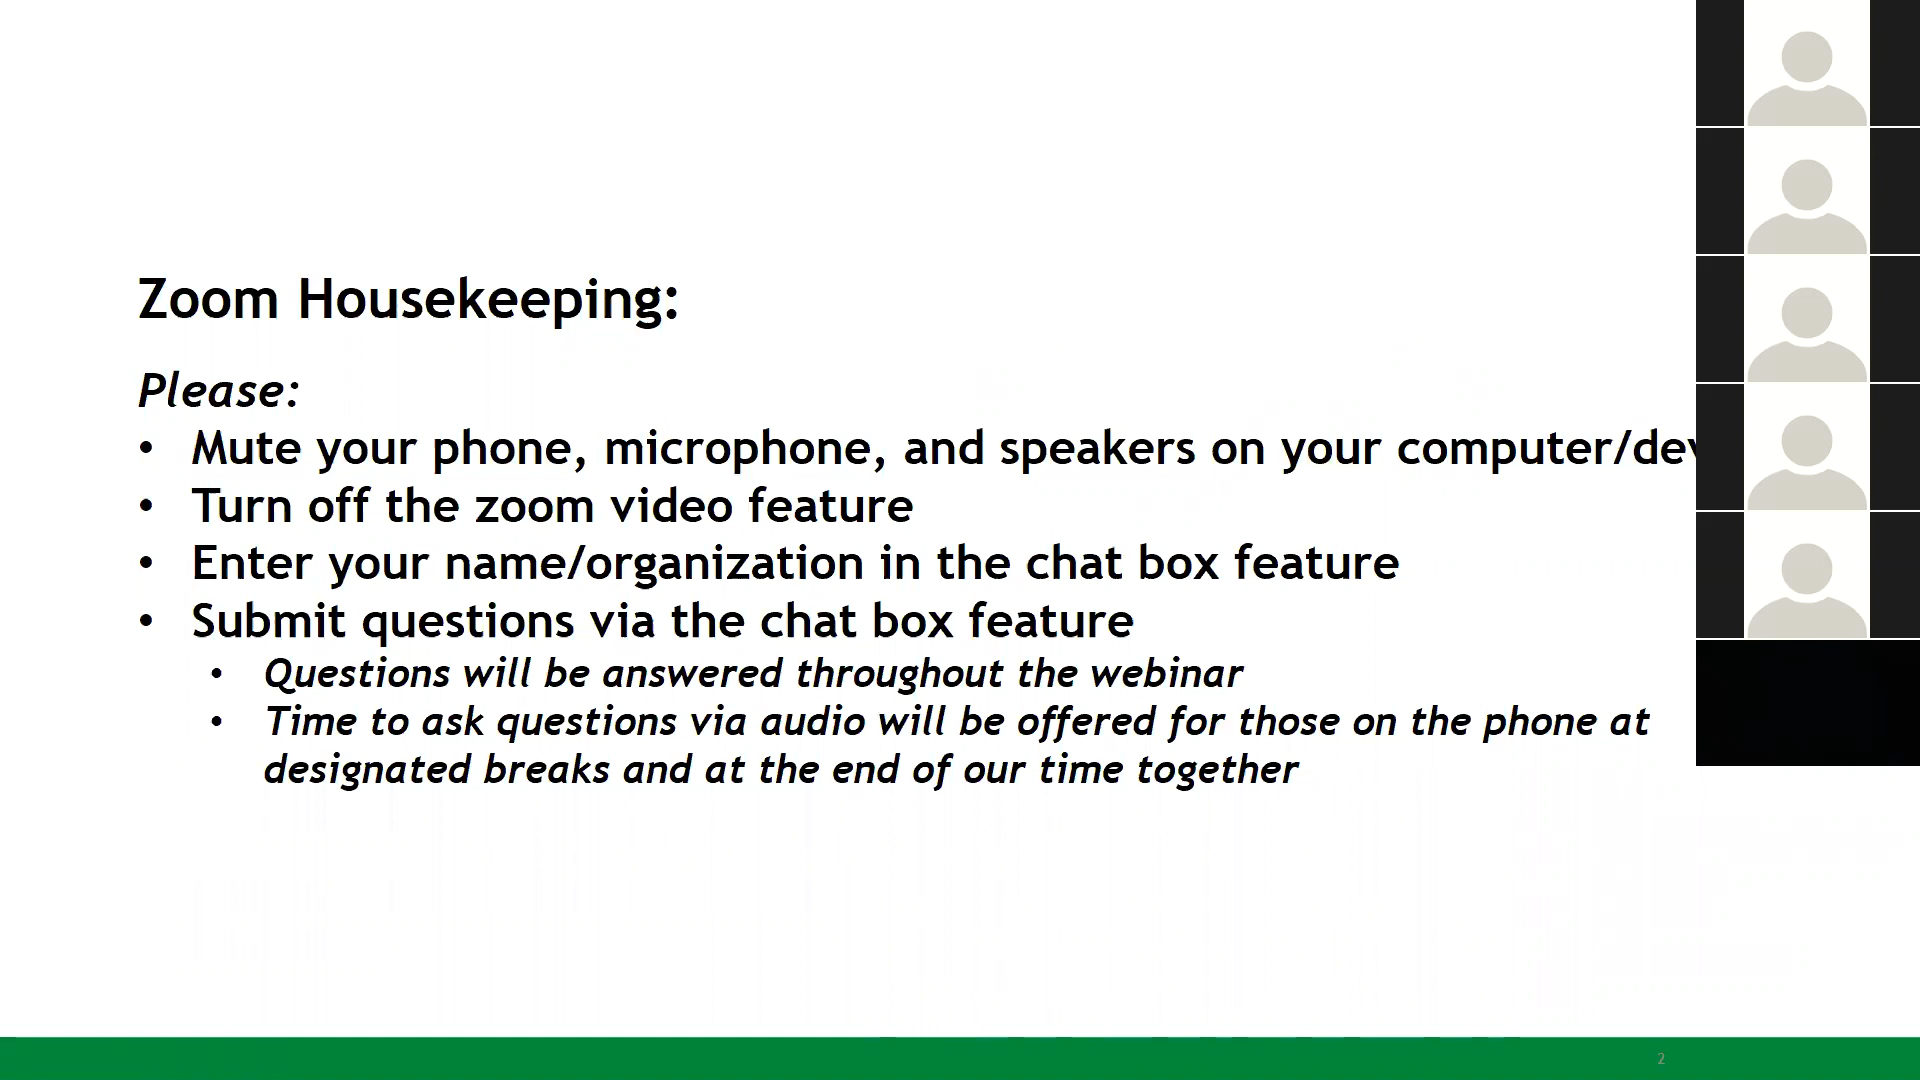 Zoom Housekeeping:
Please:
• Mute your phone, microphone, and speakers on your computer/dev
• Turn off the zoom video feature
• Enter your name/organization in the chat box feature
• Submit questions via the chat box feature
• Questions will be answered throughout the webinar
• Time to ask questions via audio will be offered for those on the phone at
designated breaks and at the end of our time together
2